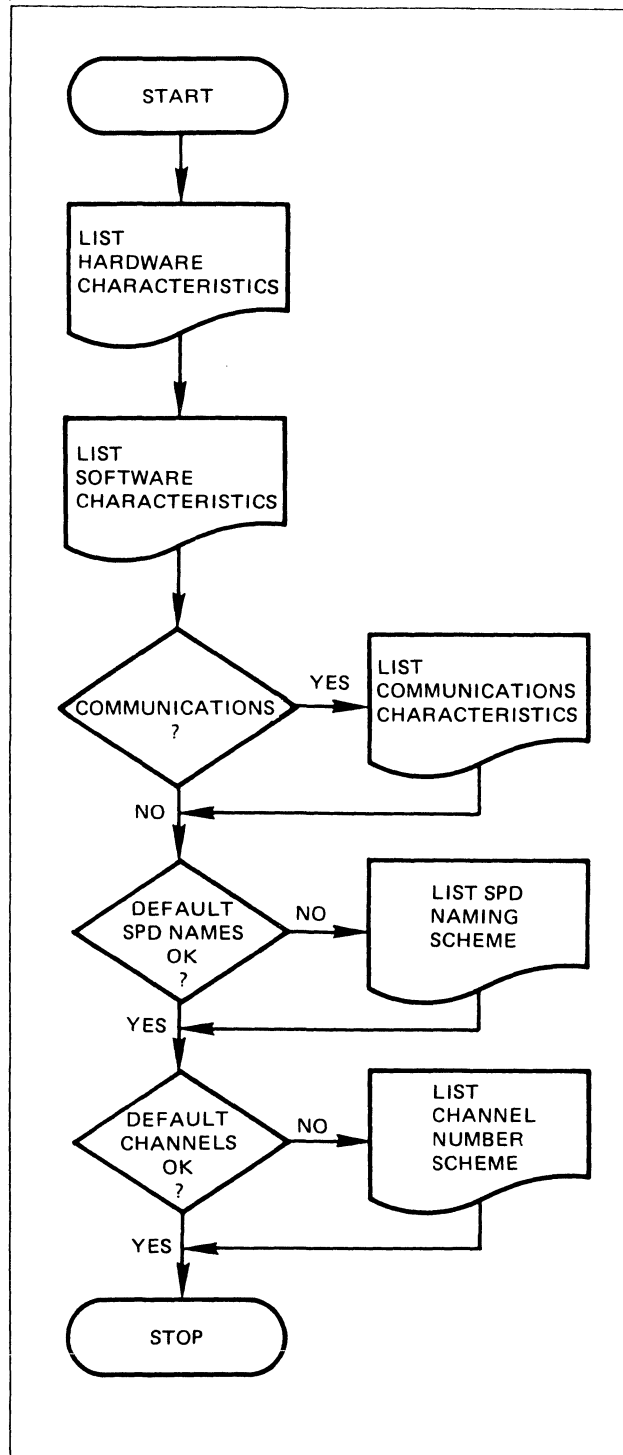 START
LIST
HARDWARE
CHARACTERISTICS
LIST
SOFTWARE
CHARACTERISTICS
COMMUNICATIONS
?
YES
LIST
COMMUNICATIONS
CHARACTERISTICS
NO
DEFAULT
SPD NAMES
OK
?
NO
LIST SPD
NAMING
SCHEME
YES
DEFAULT
CHANNELS
OK
?
NO
LIST
CHANNEL
NUMBER
SCHEME
YES
STOP